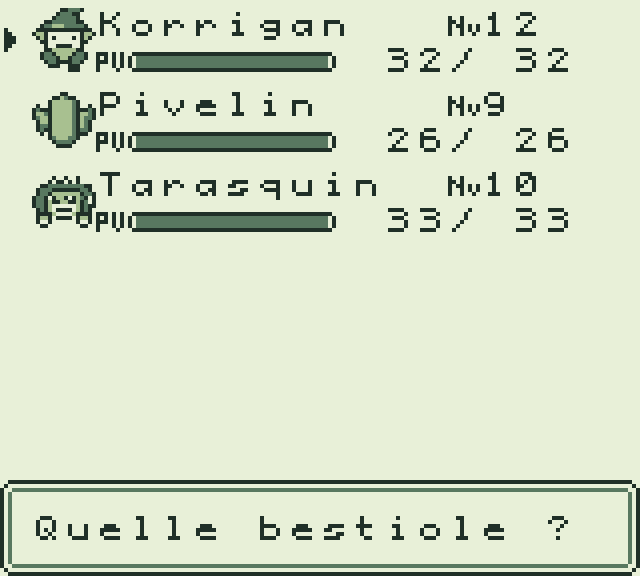 Korrigan Nv12
PV 32/ 32
Pivelin Nv9
PV 26/ 26
Tarasquin Nv10
PV 33/ 33
Quelle bestiole ?